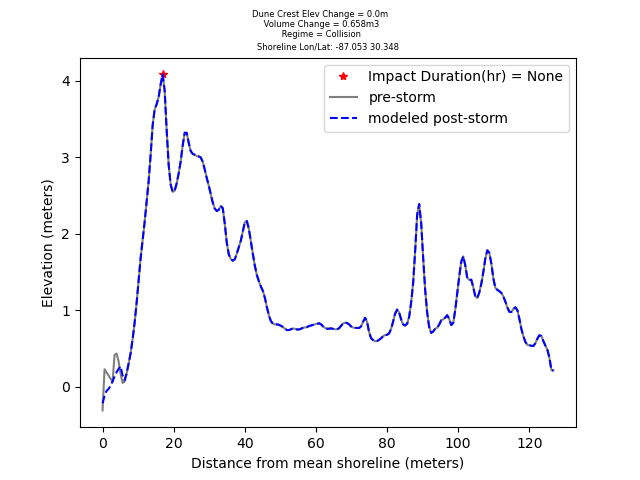 Dune Crest Elev Change = 0.0m
Volume Change = 0.658m3
Regime = Collision
Shoreline Lon/Lat: -87.053 30.348
Impact Duration(hr) = None
pre-storm
modeled post-storm
Elevation (meters)
4
3
2
1
0
0 20 40 60 80 100 120
Distance from mean shoreline (meters)